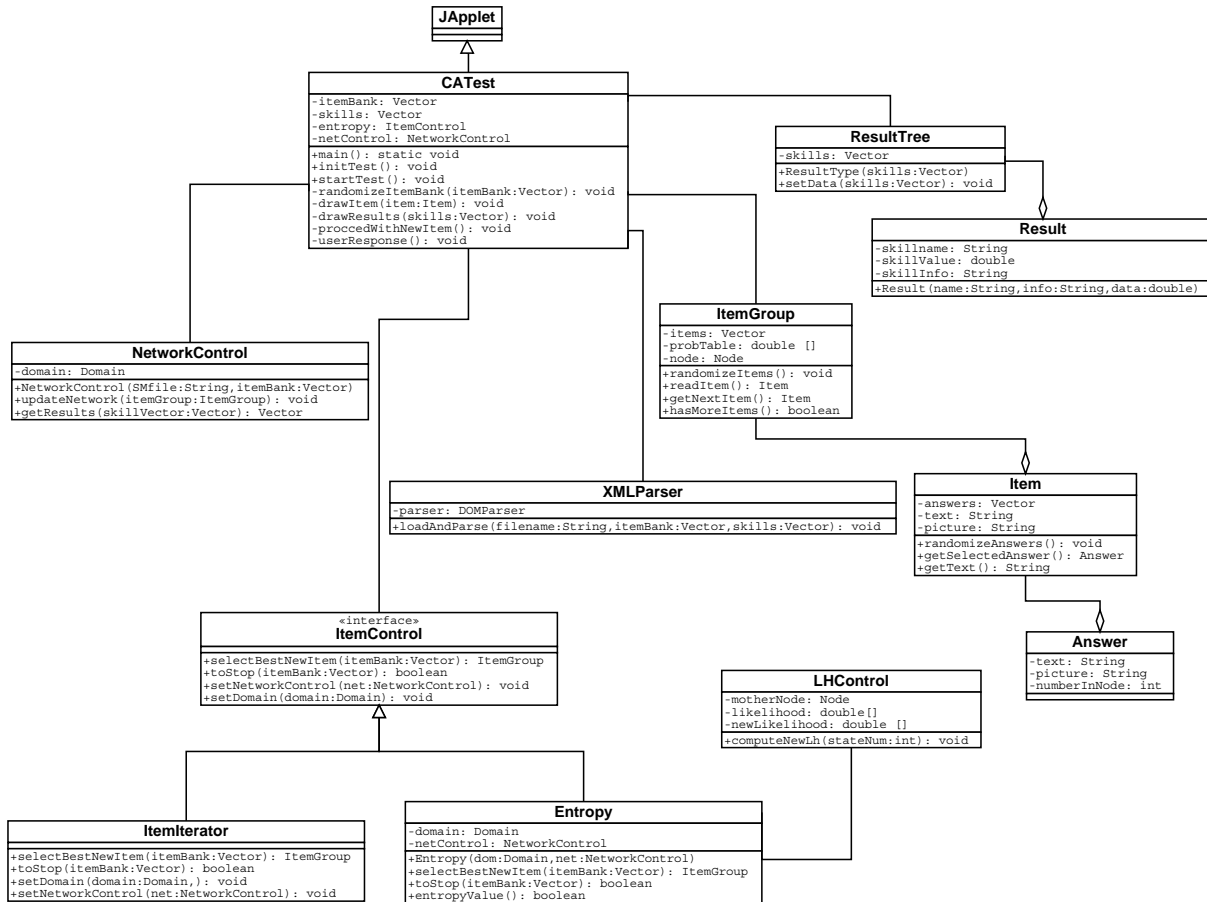 JApplet
CATest
-itemBank: Vector
-skills: Vector
-entropy: ItemControl
-netControl: NetworkControl
+main(): static void
+initTest(): void
+startTest(): void
-randomizeItemBank(itemBank:Vector): void
-drawItem(item:Item): void
-drawResults(skills:Vector): void
-proccedWithNewItem(): void
-userResponse(): void
ResultTree
-skills: Vector
+ResultType(skills:Vector)
+setData(skills:Vector): void
Result
-skillname: String
-skillValue: double
-skillInfo: String
+Result(name:String,info:String,data:double)
ItemGroup
-items: Vector
-probTable: double []
-node: Node
+randomizeItems(): void
+readItem(): Item
+getNextItem(): Item
+hasMoreItems(): boolean
NetworkControl
-domain: Domain
+NetworkControl(SMfile:String,itemBank:Vector)
+updateNetwork(itemGroup:ItemGroup): void
+getResults(skillVector:Vector): Vector
XMLParser
-parser: DOMParser
+loadAndParse(filename:String,itemBank:Vector,skills:Vector): void
Item
-answers: Vector
-text: String
-picture: String
+randomizeAnswers(): void
+getSelectedAnswer(): Answer
+getText(): String
«interface»
ItemControl
+selectBestNewItem(itemBank:Vector): ItemGroup
+toStop(itemBank:Vector): boolean
+setNetworkControl(net:NetworkControl): void
+setDomain(domain:Domain): void
Answer
-text: String
-picture: String
-numberInNode: int
LHControl
-motherNode: Node
-likelihood: double[]
-newLikelihood: double []
+computeNewLh(stateNum:int): void
ItemIterator
+selectBestNewItem(itemBank:Vector): ItemGroup
+toStop(itemBank:Vector): boolean
+setDomain(domain:Domain,): void
+setNetworkControl(net:NetworkControl): void
Entropy
-domain: Domain
-netControl: NetworkControl
+Entropy(dom:Domain,net:NetworkControl)
+selectBestNewItem(itemBank:Vector): ItemGroup
+toStop(itemBank:Vector): boolean
+entropyValue(): boolean